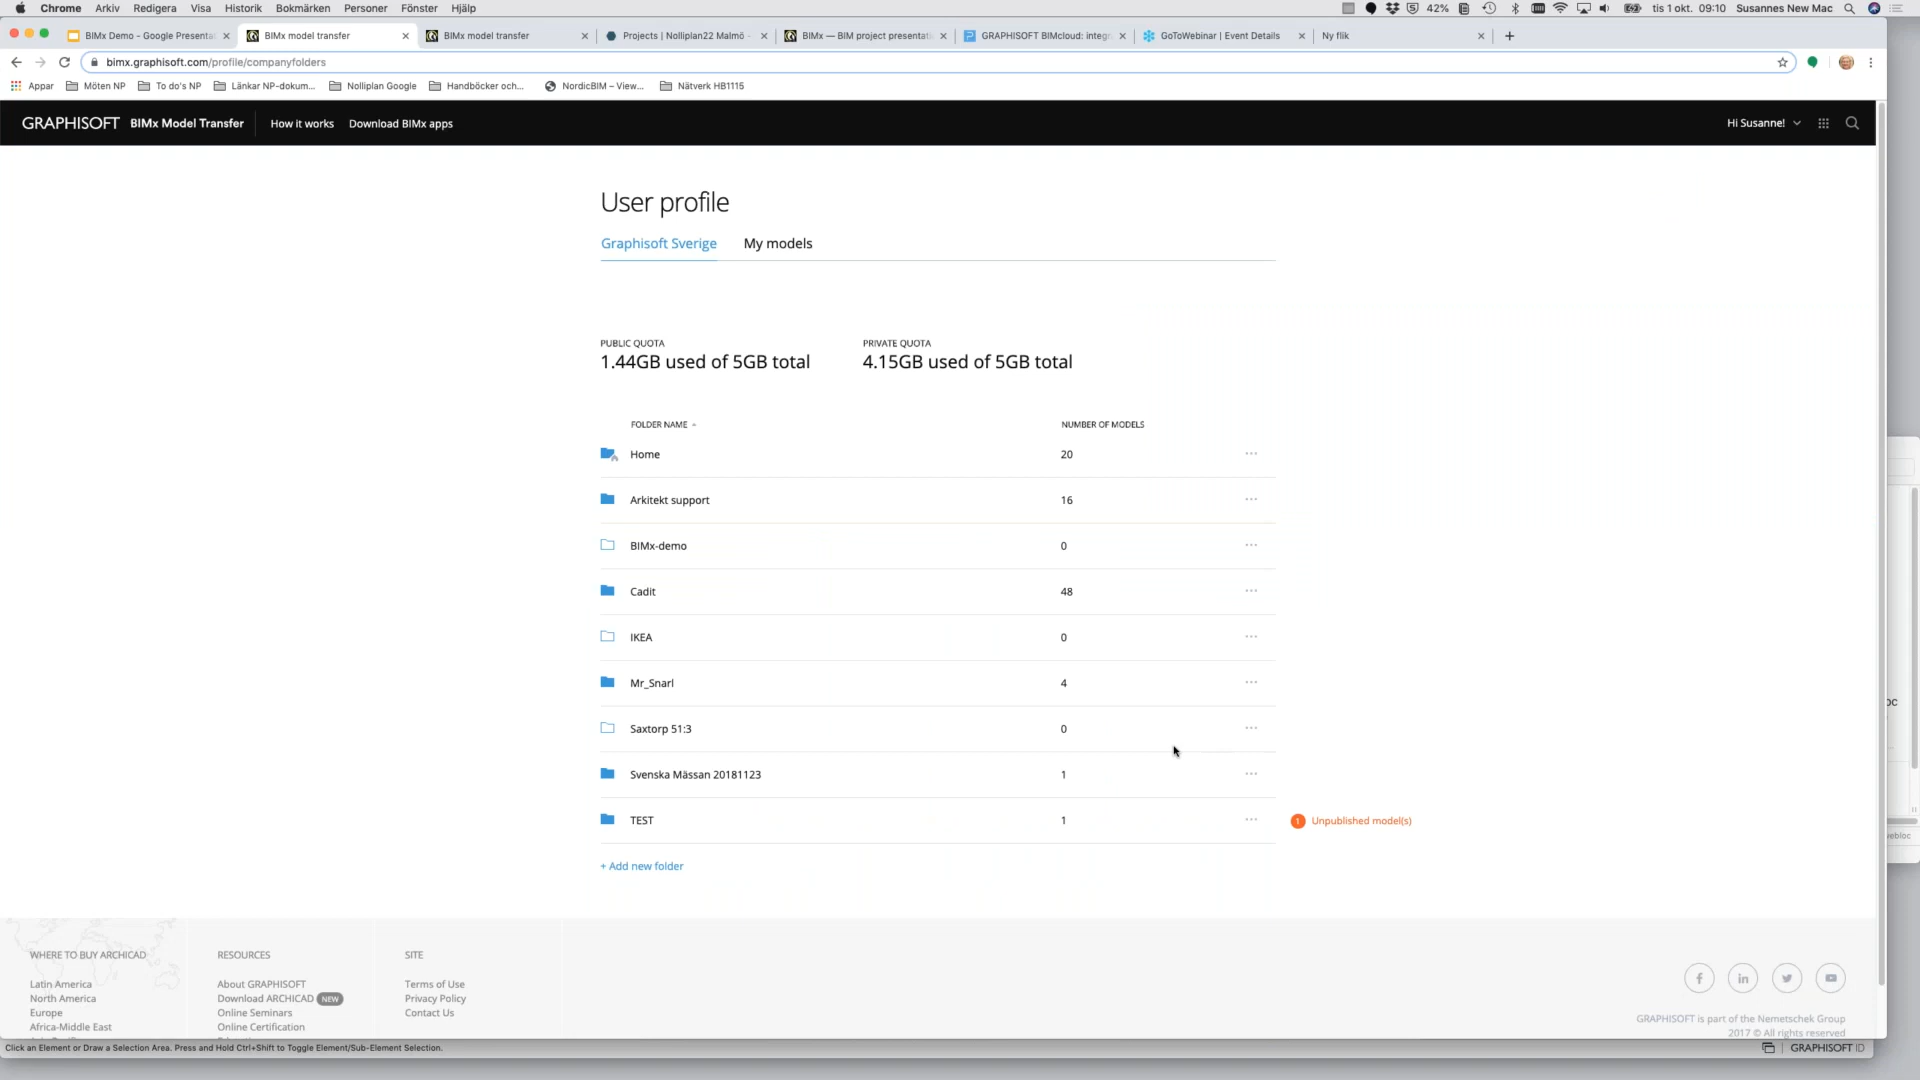 Chrome Arkiv Redigera Visa Historik Bokmärken Personer Fönster Hjälp 42% tis 1 okt. 09:10 Susannes New Mac
BIMx Demo - Google Presenta
BIMx model transfer
BIMx model transfer
Projects | Nolliplan22 Malmö -
BIMx — BIM project presentati
GRAPHISOFT BIMcloud: integr
GoToWebinar | Event Details
Ny flik
bimx.graphisoft.com/profile/companyfolders
Appar Möten NP To do's NP Länkar NP-dokum... Nolliplan Google Handböcker och... NordicBIM – View... Nätverk HB1115
GRAPHISOFT BIMx Model Transfer How it works Download BIMx apps Hi Susanne!
User profile
Graphisoft Sverige My models
PUBLIC QUOTA PRIVATE QUOTA
1.44GB used of 5GB total 4.15GB used of 5GB total
FOLDER NAME NUMBER OF MODELS
Home 20
Arkitekt support 16
BIMx-demo 0
Cadit 48
IKEA 0
Mr_Snarl 4
Saxtorp 51:3 0
Svenska Mässan 20181123 1
TEST 1 1 Unpublished model(s)
+ Add new folder
WHERE TO BUY ARCHICAD RESOURCES SITE
Latin America About GRAPHISOFT Terms of Use
North America Download ARCHICAD NEW Privacy Policy
Europe Online Seminars Contact Us
Africa-Middle East Online Certification
GRAPHISOFT is part of the Nemetschek Group
2017 © All rights reserved
Click an Element or Draw a Selection Area. Press and Hold Ctrl+Shift to Toggle Element/Sub-Element Selection. GRAPHISOFT ID